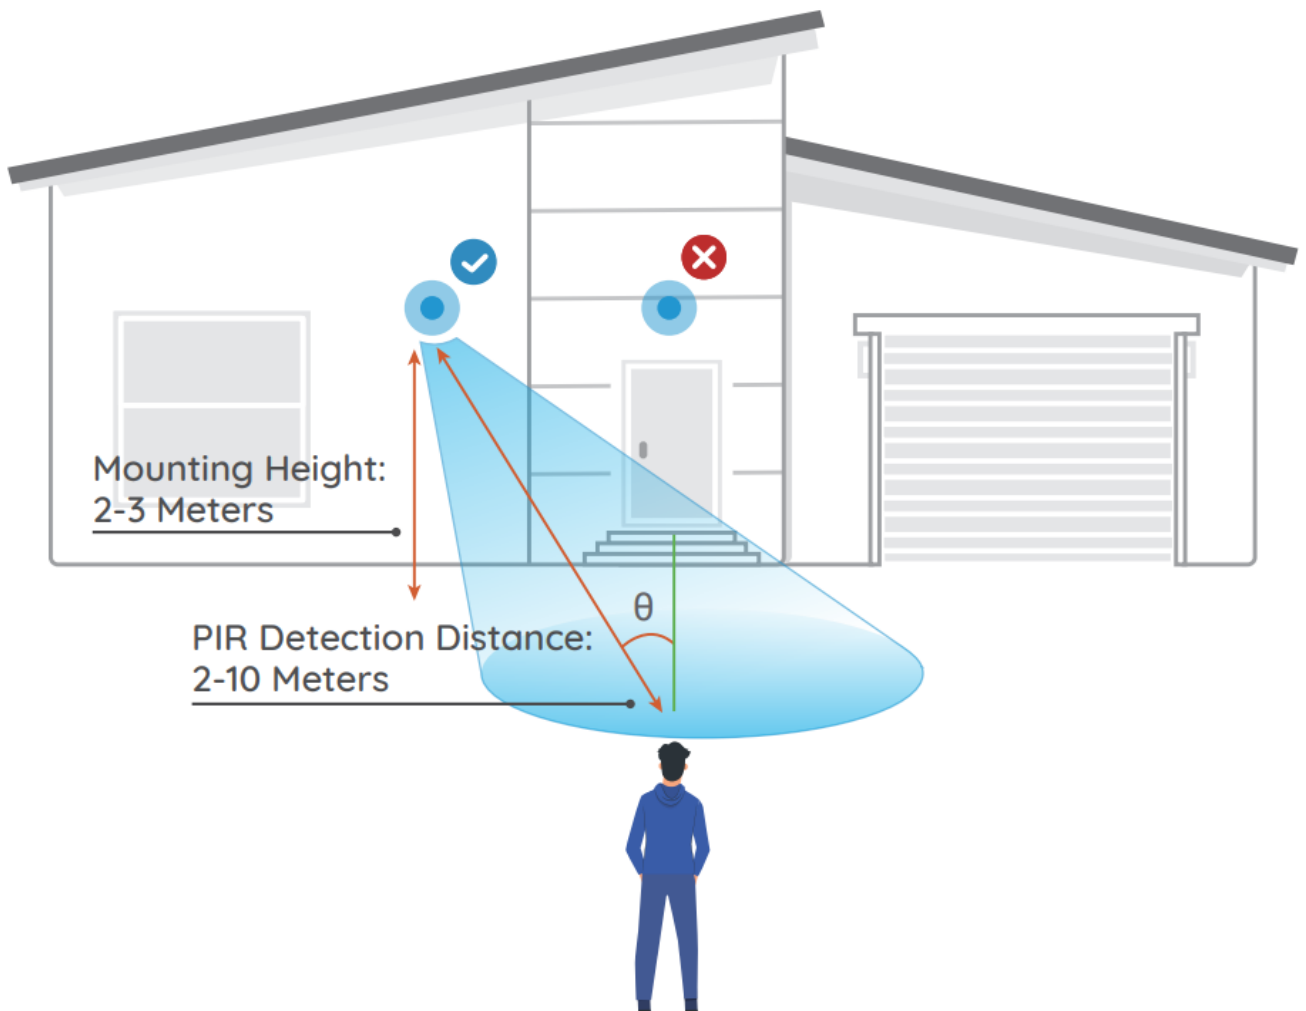 Mounting Height:
2-3 Meters
θ
PIR Detection Distance:
2-10 Meters